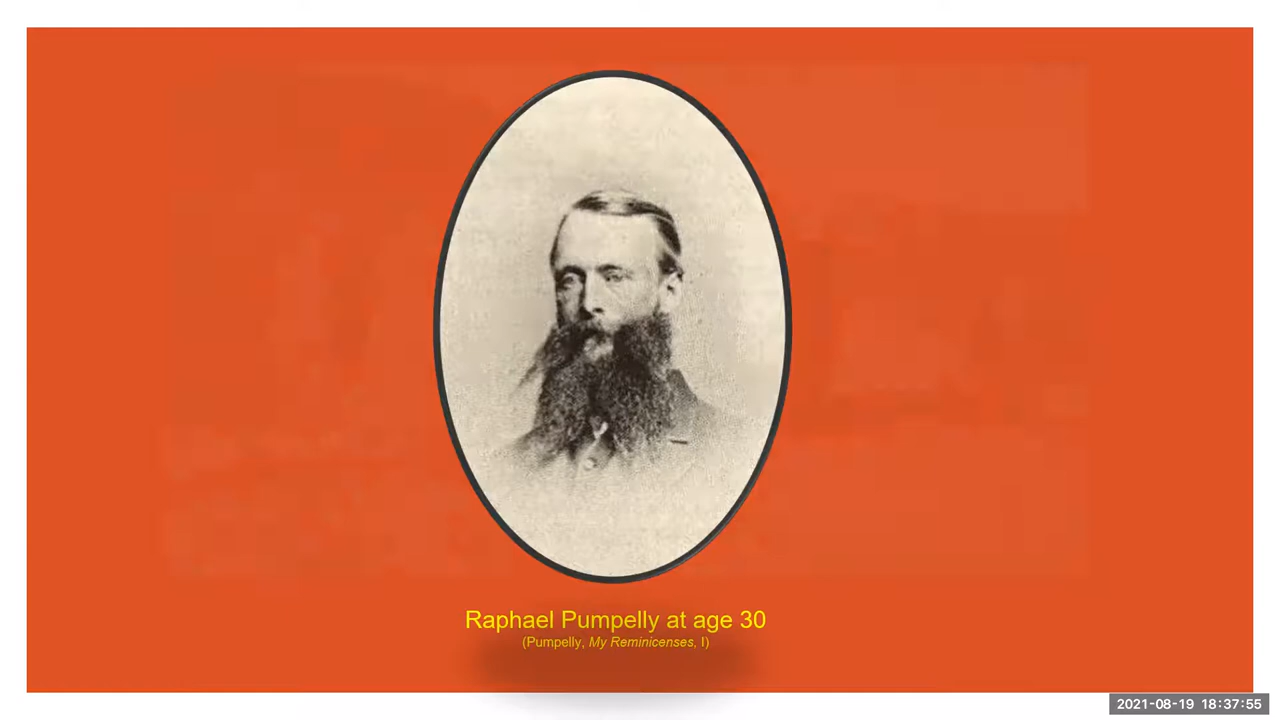 Raphael Pumpelly at age 30
(Pumpelly, My Reminicenses, I)
2021-08-19 18:37:55